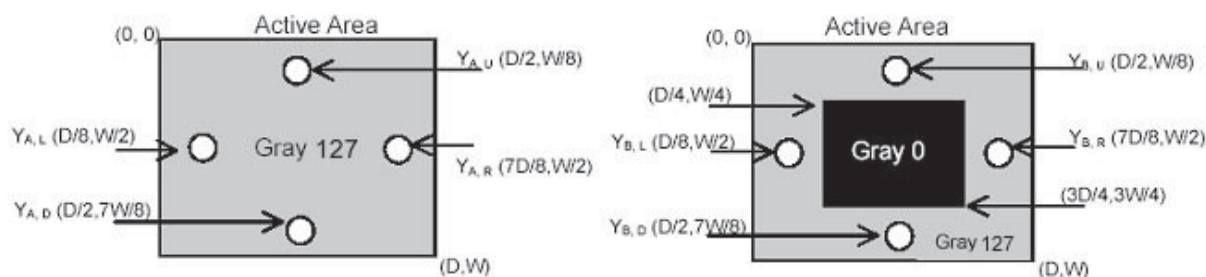 Active Area
(0, 0)
YA, U (D/2,W/8)
YA, L (D/8,W/2)
Gray 127
YA, R (7D/8,W/2)
YA, D (D/2,7W/8)
(D,W)
Active Area
(0, 0)
YB, U (D/2,W/8)
(D/4,W/4)
YB, L (D/8,W/2)
Gray 0
YB, R (7D/8,W/2)
(3D/4,3W/4)
YB, D (D/2,7W/8)
Gray 127
(D,W)